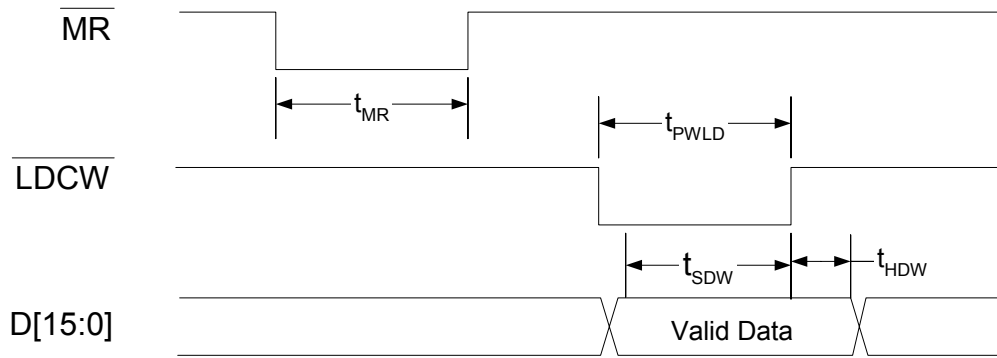 MR
tMR
tPWLD
LDCW
tSDW
tHDW
D[15:0]
Valid Data